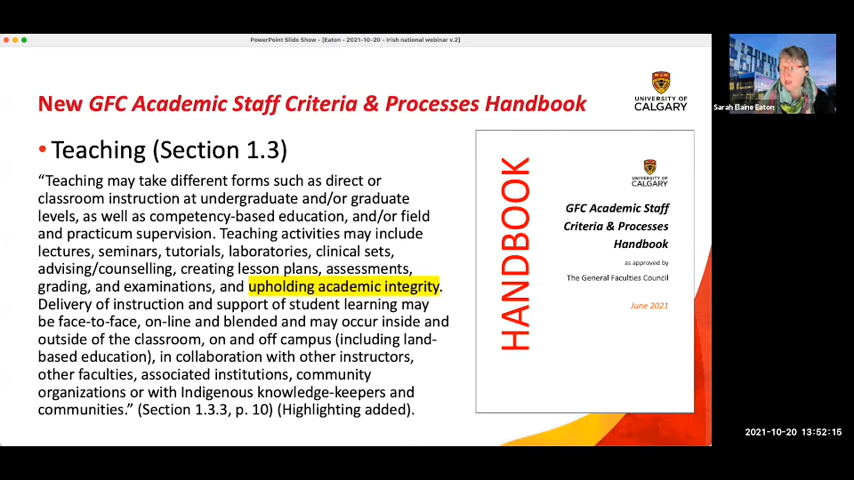 PowerPoint Slide Show - [Eaton - 2021-10-20 - Irish national webinar v.2]
New GFC Academic Staff Criteria & Processes Handbook
UNIVERSITY OF
CALGARY
• Teaching (Section 1.3)
“Teaching may take different forms such as direct or
classroom instruction at undergraduate and/or graduate
levels, as well as competency-based education, and/or field
and practicum supervision. Teaching activities may include
lectures, seminars, tutorials, laboratories, clinical sets,
advising/counselling, creating lesson plans, assessments,
grading, and examinations, and upholding academic integrity.
Delivery of instruction and support of student learning may
be face-to-face, on-line and blended and may occur inside and
outside of the classroom, on and off campus (including land-
based education), in collaboration with other instructors,
other faculties, associated institutions, community
organizations or with Indigenous knowledge-keepers and
communities.” (Section 1.3.3, p. 10) (Highlighting added).
HANDBOOK
UNIVERSITY OF
CALGARY
GFC Academic Staff
Criteria & Processes
Handbook
as approved by
The General Faculties Council
June 2021
Sarah Elaine Eaton
2021-10-20 13:52:15